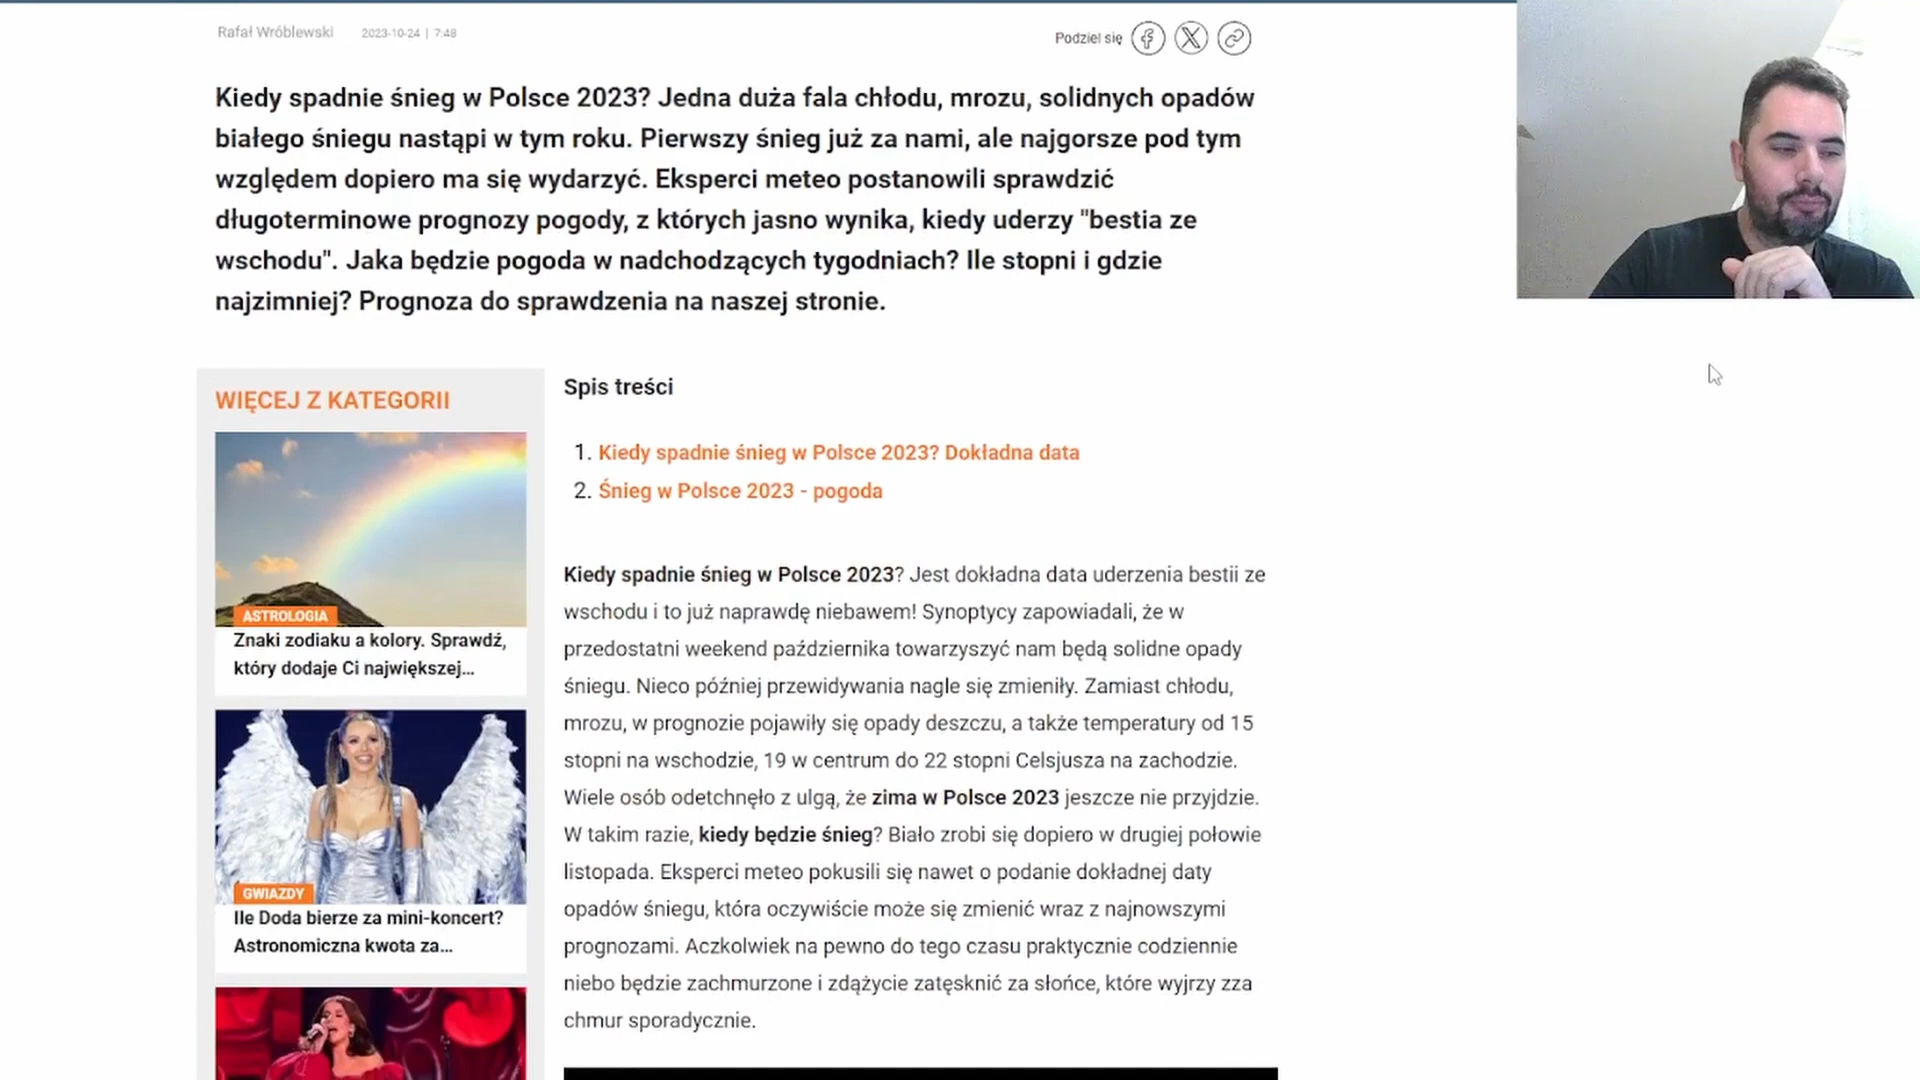 Rafał Wróblewski 2023-10-24 | 7:48
Podziel się
Kiedy spadnie śnieg w Polsce 2023? Jedna duża fala chłodu, mrozu, solidnych opadów
białego śniegu nastąpi w tym roku. Pierwszy śnieg już za nami, ale najgorsze pod tym
względem dopiero ma się wydarzyć. Eksperci meteo postanowili sprawdzić
długoterminowe prognozy pogody, z których jasno wynika, kiedy uderzy "bestia ze
wschodu". Jaka będzie pogoda w nadchodzących tygodniach? Ile stopni i gdzie
najzimniej? Prognoza do sprawdzenia na naszej stronie.
WIĘCEJ Z KATEGORII
ASTROLOGIA
Znaki zodiaku a kolory. Sprawdź,
który dodaje Ci największej...
GWIAZDY
Ile Doda bierze za mini-koncert?
Astronomiczna kwota za...
Spis treści
1. Kiedy spadnie śnieg w Polsce 2023? Dokładna data
2. Śnieg w Polsce 2023 - pogoda
Kiedy spadnie śnieg w Polsce 2023? Jest dokładna data uderzenia bestii ze
wschodu i to już naprawdę niebawem! Synoptycy zapowiadali, że w
przedostatni weekend października towarzyszyć nam będą solidne opady
śniegu. Nieco później przewidywania nagle się zmieniły. Zamiast chłodu,
mrozu, w prognozie pojawiły się opady deszczu, a także temperatury od 15
stopni na wschodzie, 19 w centrum do 22 stopni Celsjusza na zachodzie.
Wiele osób odetchnęło z ulgą, że zima w Polsce 2023 jeszcze nie przyjdzie.
W takim razie, kiedy będzie śnieg? Biało zrobi się dopiero w drugiej połowie
listopada. Eksperci meteo pokusili się nawet o podanie dokładnej daty
opadów śniegu, która oczywiście może się zmienić wraz z najnowszymi
prognozami. Aczkolwiek na pewno do tego czasu praktycznie codziennie
niebo będzie zachmurzone i zdążycie zatęsknić za słońce, które wyjrzy zza
chmur sporadycznie.